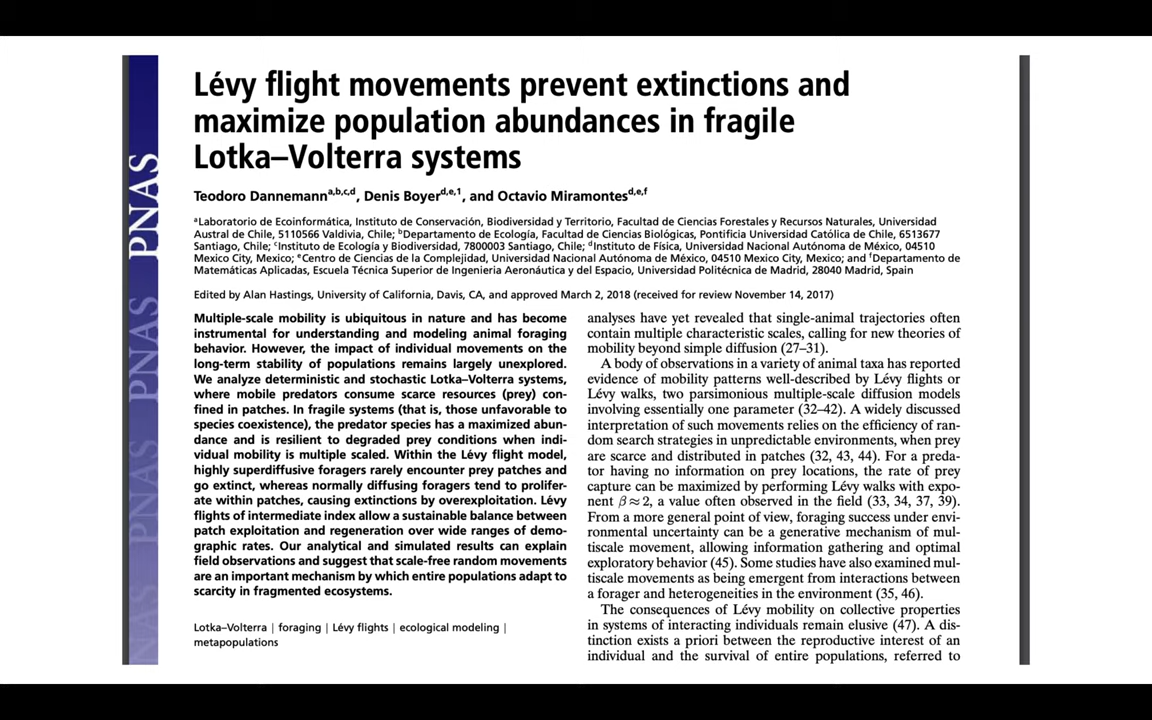 Lévy flight movements prevent extinctions and
maximize population abundances in fragile
Lotka–Volterra systems
Teodoro Dannemannᵃ,ᵇ,ᶜ,ᵈ, Denis Boyerᵈ,ᵉ,¹, and Octavio Miramontesᵈ,ᵉ,ᶠ
ᵃLaboratorio de Ecoinformática, Instituto de Conservación, Biodiversidad y Territorio, Facultad de Ciencias Forestales y Recursos Naturales, Universidad
Austral de Chile, 5110566 Valdivia, Chile; ᵇDepartamento de Ecología, Facultad de Ciencias Biológicas, Pontificia Universidad Católica de Chile, 6513677
Santiago, Chile; ᶜInstituto de Ecología y Biodiversidad, 7800003 Santiago, Chile; ᵈInstituto de Física, Universidad Nacional Autónoma de México, 04510
Mexico City, Mexico; ᵉCentro de Ciencias de la Complejidad, Universidad Nacional Autónoma de México, 04510 Mexico City, Mexico; and ᶠDepartamento de
Matemáticas Aplicadas, Escuela Técnica Superior de Ingenieria Aeronáutica y del Espacio, Universidad Politécnica de Madrid, 28040 Madrid, Spain
Edited by Alan Hastings, University of California, Davis, CA, and approved March 2, 2018 (received for review November 14, 2017)
Multiple-scale mobility is ubiquitous in nature and has become
instrumental for understanding and modeling animal foraging
behavior. However, the impact of individual movements on the
long-term stability of populations remains largely unexplored.
We analyze deterministic and stochastic Lotka–Volterra systems,
where mobile predators consume scarce resources (prey) con-
fined in patches. In fragile systems (that is, those unfavorable to
species coexistence), the predator species has a maximized abun-
dance and is resilient to degraded prey conditions when indi-
vidual mobility is multiple scaled. Within the Lévy flight model,
highly superdiffusive foragers rarely encounter prey patches and
go extinct, whereas normally diffusing foragers tend to prolifer-
ate within patches, causing extinctions by overexploitation. Lévy
flights of intermediate index allow a sustainable balance between
patch exploitation and regeneration over wide ranges of demo-
graphic rates. Our analytical and simulated results can explain
field observations and suggest that scale-free random movements
are an important mechanism by which entire populations adapt to
scarcity in fragmented ecosystems.
Lotka–Volterra | foraging | Lévy flights | ecological modeling |
metapopulations
analyses have yet revealed that single-animal trajectories often
contain multiple characteristic scales, calling for new theories of
mobility beyond simple diffusion (27–31).
A body of observations in a variety of animal taxa has reported
evidence of mobility patterns well-described by Lévy flights or
Lévy walks, two parsimonious multiple-scale diffusion models
involving essentially one parameter (32–42). A widely discussed
interpretation of such movements relies on the efficiency of ran-
dom search strategies in unpredictable environments, when prey
are scarce and distributed in patches (32, 43, 44). For a preda-
tor having no information on prey locations, the rate of prey
capture can be maximized by performing Lévy walks with expo-
nent β ≈ 2, a value often observed in the field (33, 34, 37, 39).
From a more general point of view, foraging success under envi-
ronmental uncertainty can be a generative mechanism of mul-
tiscale movement, allowing information gathering and optimal
exploratory behavior (45). Some studies have also examined mul-
tiscale movements as being emergent from interactions between
a forager and heterogeneities in the environment (35, 46).
The consequences of Lévy mobility on collective properties
in systems of interacting individuals remain elusive (47). A dis-
tinction exists a priori between the reproductive interest of an
individual and the survival of entire populations, referred to
PNAS
PNAS
PNAS
PNAS